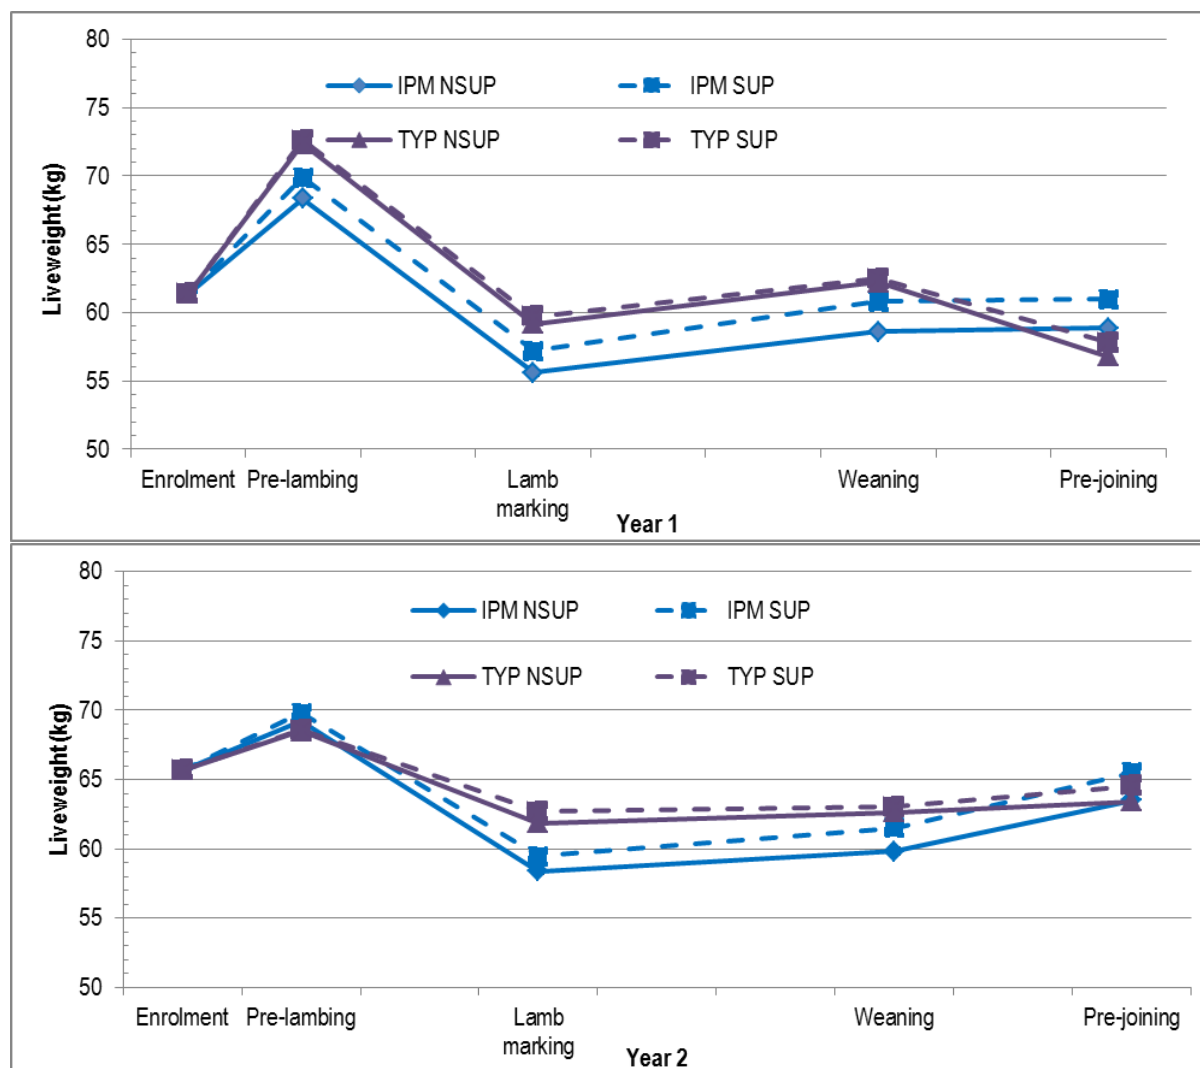 80
75
70
65
60
55
50
Liveweight (kg)
IPM NSUP
IPM SUP
TYP NSUP
TYP SUP
Enrolment
Pre-lambing
Lamb
marking
Weaning
Pre-joining
Year 1
80
75
70
65
60
55
50
Liveweight (kg)
IPM NSUP
IPM SUP
TYP NSUP
TYP SUP
Enrolment
Pre-lambing
Lamb
marking
Weaning
Pre-joining
Year 2